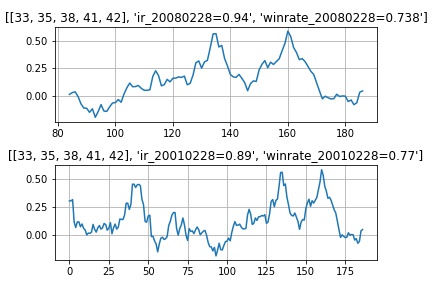 [[33, 35, 38, 41, 42], 'ir_20080228=0.94', 'winrate_20080228=0.738']
0.50
0.25
0.00
80 100 120 140 160 180
[[33, 35, 38, 41, 42], 'ir_20010228=0.89', 'winrate_20010228=0.77']
0.50
0.25
0.00
0 25 50 75 100 125 150 175